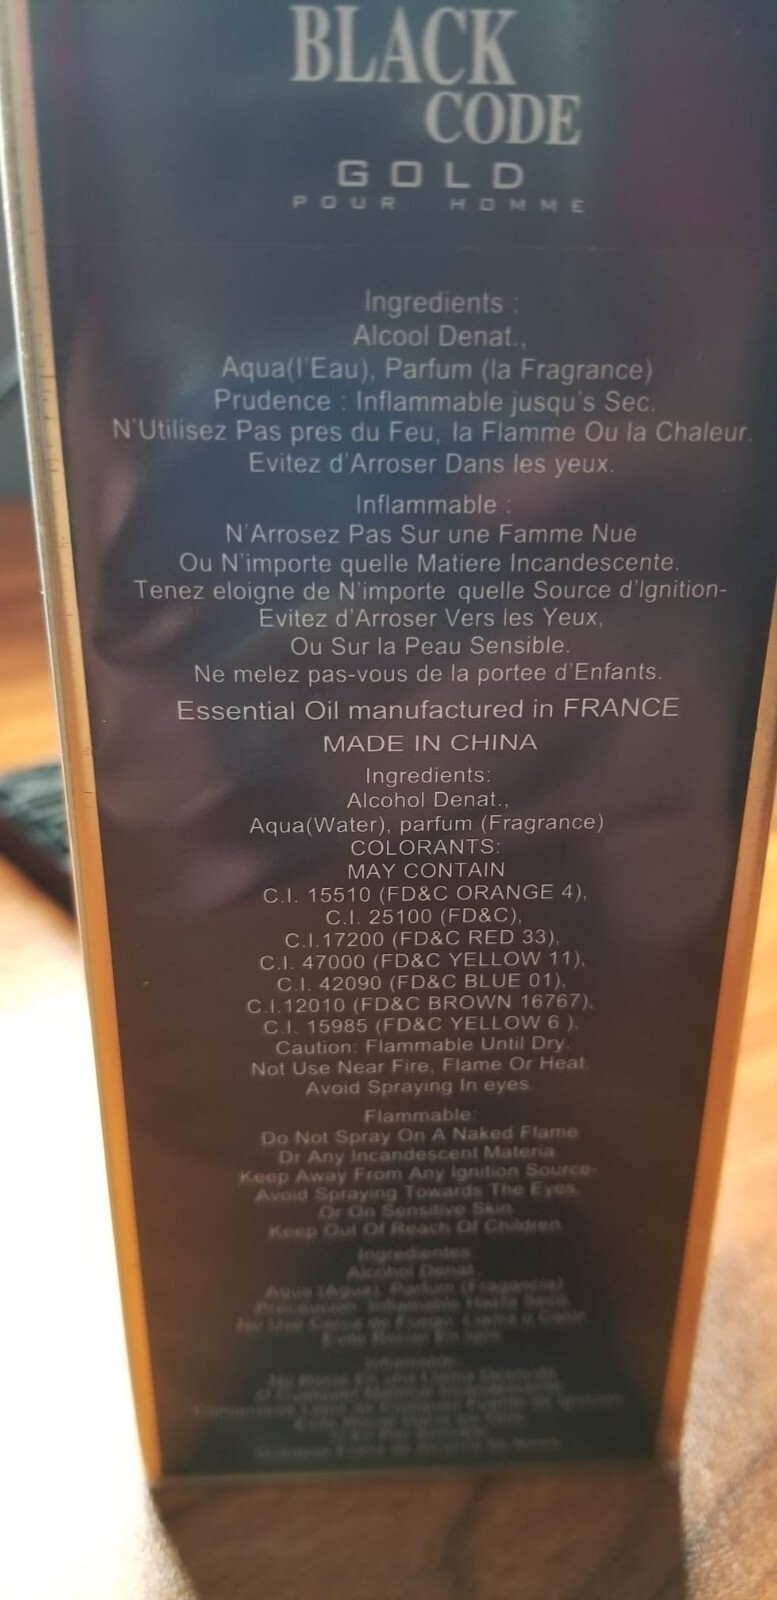 BLACK
CODE
GOLD
POUR HOMME
Ingredients :
Alcool Denat.,
Aqua(l'Eau), Parfum (la Fragrance)
Prudence : Inflammable jusqu's Sec.
N'Utilisez Pas pres du Feu, la Flamme Ou la Chaleur.
Evitez d'Arroser Dans les yeux.
Inflammable :
N'Arrosez Pas Sur une Famme Nue
Ou N'importe quelle Matiere Incandescente.
Tenez eloigne de N'importe quelle Source d'Ignition-
Evitez d'Arroser Vers les Yeux,
Ou Sur la Peau Sensible.
Ne melez pas-vous de la portee d'Enfants.
Essential Oil manufactured in FRANCE
MADE IN CHINA
Ingredients:
Alcohol Denat.,
Aqua(Water), parfum (Fragrance)
COLORANTS:
MAY CONTAIN
C.I. 15510 (FD&C ORANGE 4),
C.I. 25100 (FD&C),
C.I.17200 (FD&C RED 33),
C.I. 47000 (FD&C YELLOW 11),
C.I. 42090 (FD&C BLUE 01),
C.I.12010 (FD&C BROWN 16767),
C.I. 15985 (FD&C YELLOW 6 ),
Caution: Flammable Until Dry.
Not Use Near Fire, Flame Or Heat.
Avoid Spraying In eyes.
Flammable:
Do Not Spray On A Naked Flame
Dr Any Incandescent Materia
Keep Away From Any Ignition Source-
Avoid Spraying Towards The Eyes,
Or On Sensitive Skin.
Keep Out Of Reach Of Children
Ingredientes
Alcohol Denat.,
Aqua (Agua), Parfum (Fragancia)